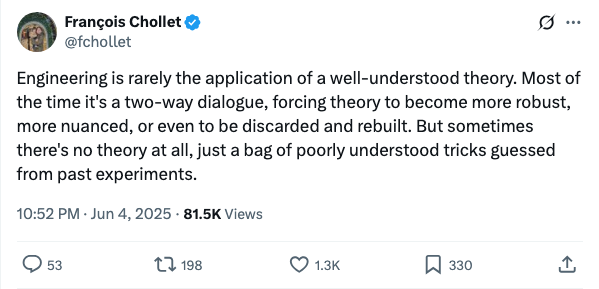 François Chollet
@fchollet
Engineering is rarely the application of a well-understood theory. Most of
the time it's a two-way dialogue, forcing theory to become more robust,
more nuanced, or even to be discarded and rebuilt. But sometimes
there's no theory at all, just a bag of poorly understood tricks guessed
from past experiments.
10:52 PM · Jun 4, 2025 · 81.5K Views
53 198 1.3K 330